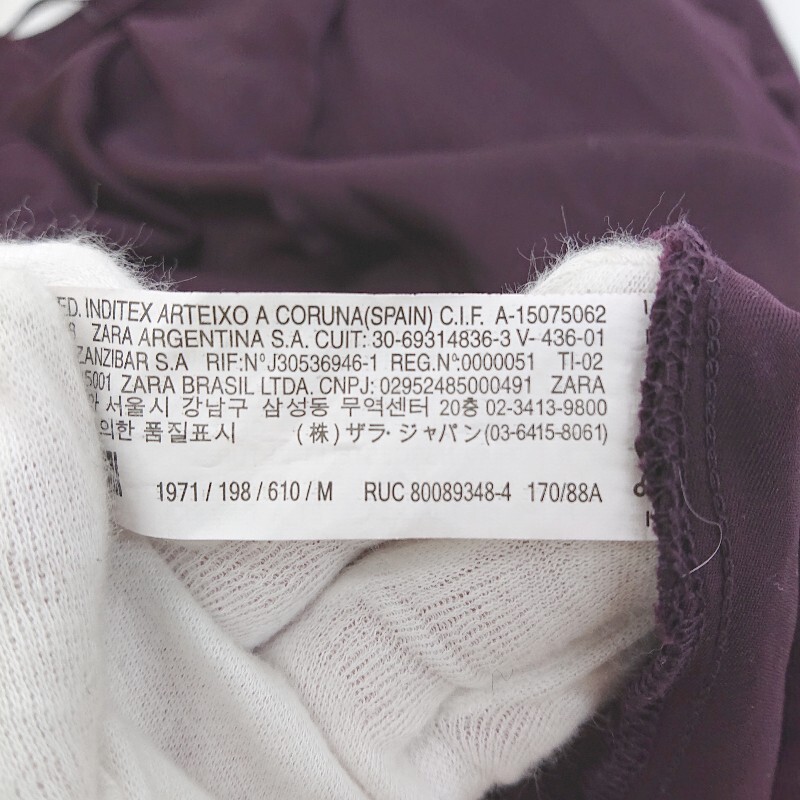 ED. INDITEX ARTEIXO A CORUNA(SPAIN) C.I.F. A-15075062
ZARA ARGENTINA S.A. CUIT: 30-69314836-3 V- 436-01
ZANZIBAR S.A RIF:NºJ30536946-1 REG.Nº:0000051 TI-02
5001 ZARA BRASIL LTDA. CNPJ: 02952485000491 ZARA
서울시 강남구 삼성동 무역센터 20층 02-3413-9800
의한 품질표시 (株) ザラ・ジャパン(03-6415-8061)
1971 / 198 / 610 / M RUC 80089348-4 170/88A